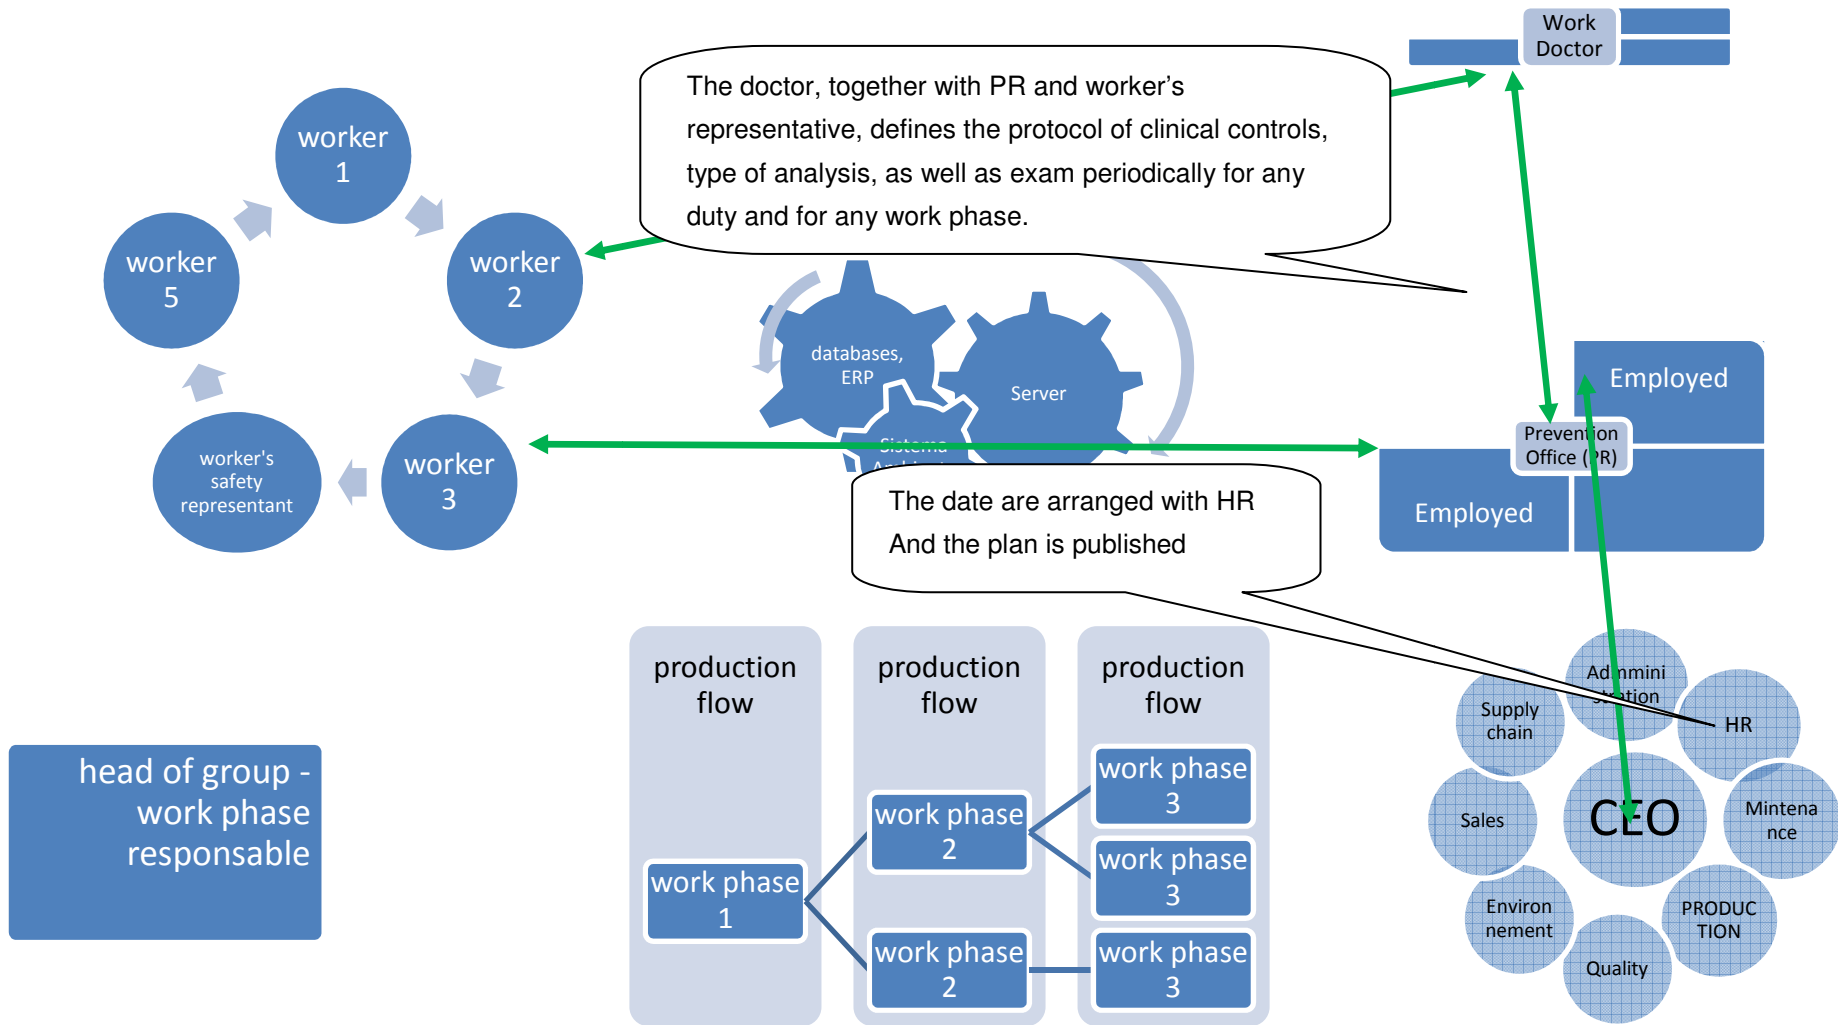 Work
Doctor
The doctor, together with PR and worker's
representative, defines the protocol of clinical controls,
type of analysis, as well as exam periodically for any
duty and for any work phase.
worker
1
worker
5
worker
2
worker's
safety
representant
worker
3
databases,
ERP
Server
Sistema
Employed
Prevention
Office (PR)
Employed
The date are arranged with HR
And the plan is published
production
flow
production
flow
production
flow
work phase
1
work phase
2
work phase
2
work phase
3
work phase
3
work phase
3
head of group -
work phase
responsable
Admmini
stration
Supply
chain
HR
Sales
CEO
Mintena
nce
Environ
nement
PRODUC
TION
Quality